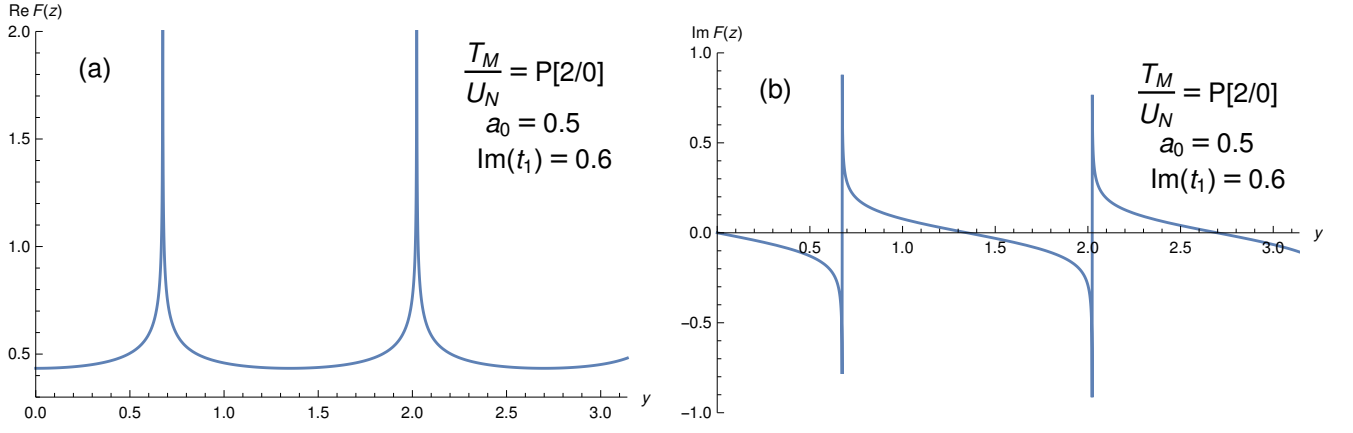 Re F(z)
2.0
1.5
1.0
0.5
0.0 0.5 1.0 1.5 2.0 2.5 3.0
y
(a)
T_M
U_N = P[2/0]
a_0 = 0.5
Im(t_1) = 0.6
Im F(z)
1.0
0.5
0.0
−0.5
−1.0
0.5 1.0 1.5 2.0 2.5 3.0
y
(b)
T_M
U_N = P[2/0]
a_0 = 0.5
Im(t_1) = 0.6